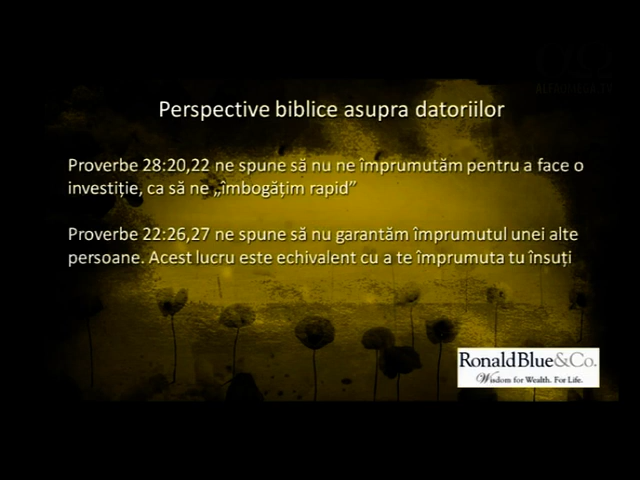 ALFAOMEGA.TV
Perspective biblice asupra datoriilor
Proverbe 28:20,22 ne spune să nu ne împrumutăm pentru a face o
investiție, ca să ne „îmbogățim rapid”
Proverbe 22:26,27 ne spune să nu garantăm împrumutul unei alte
persoane. Acest lucru este echivalent cu a te împrumuta tu însuți
RonaldBlue&Co.
Wisdom for Wealth. For Life.